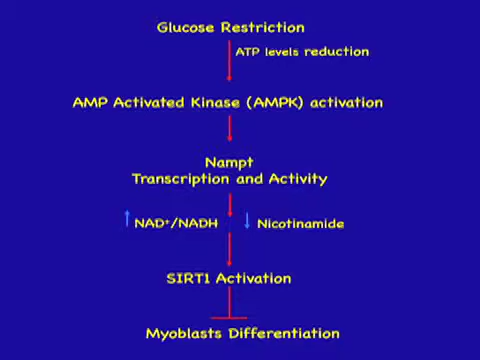 Glucose Restriction
ATP levels reduction
AMP Activated Kinase (AMPK) activation
Nampt
Transcription and Activity
NAD⁺/NADH Nicotinamide
SIRT1 Activation
Myoblasts Differentiation